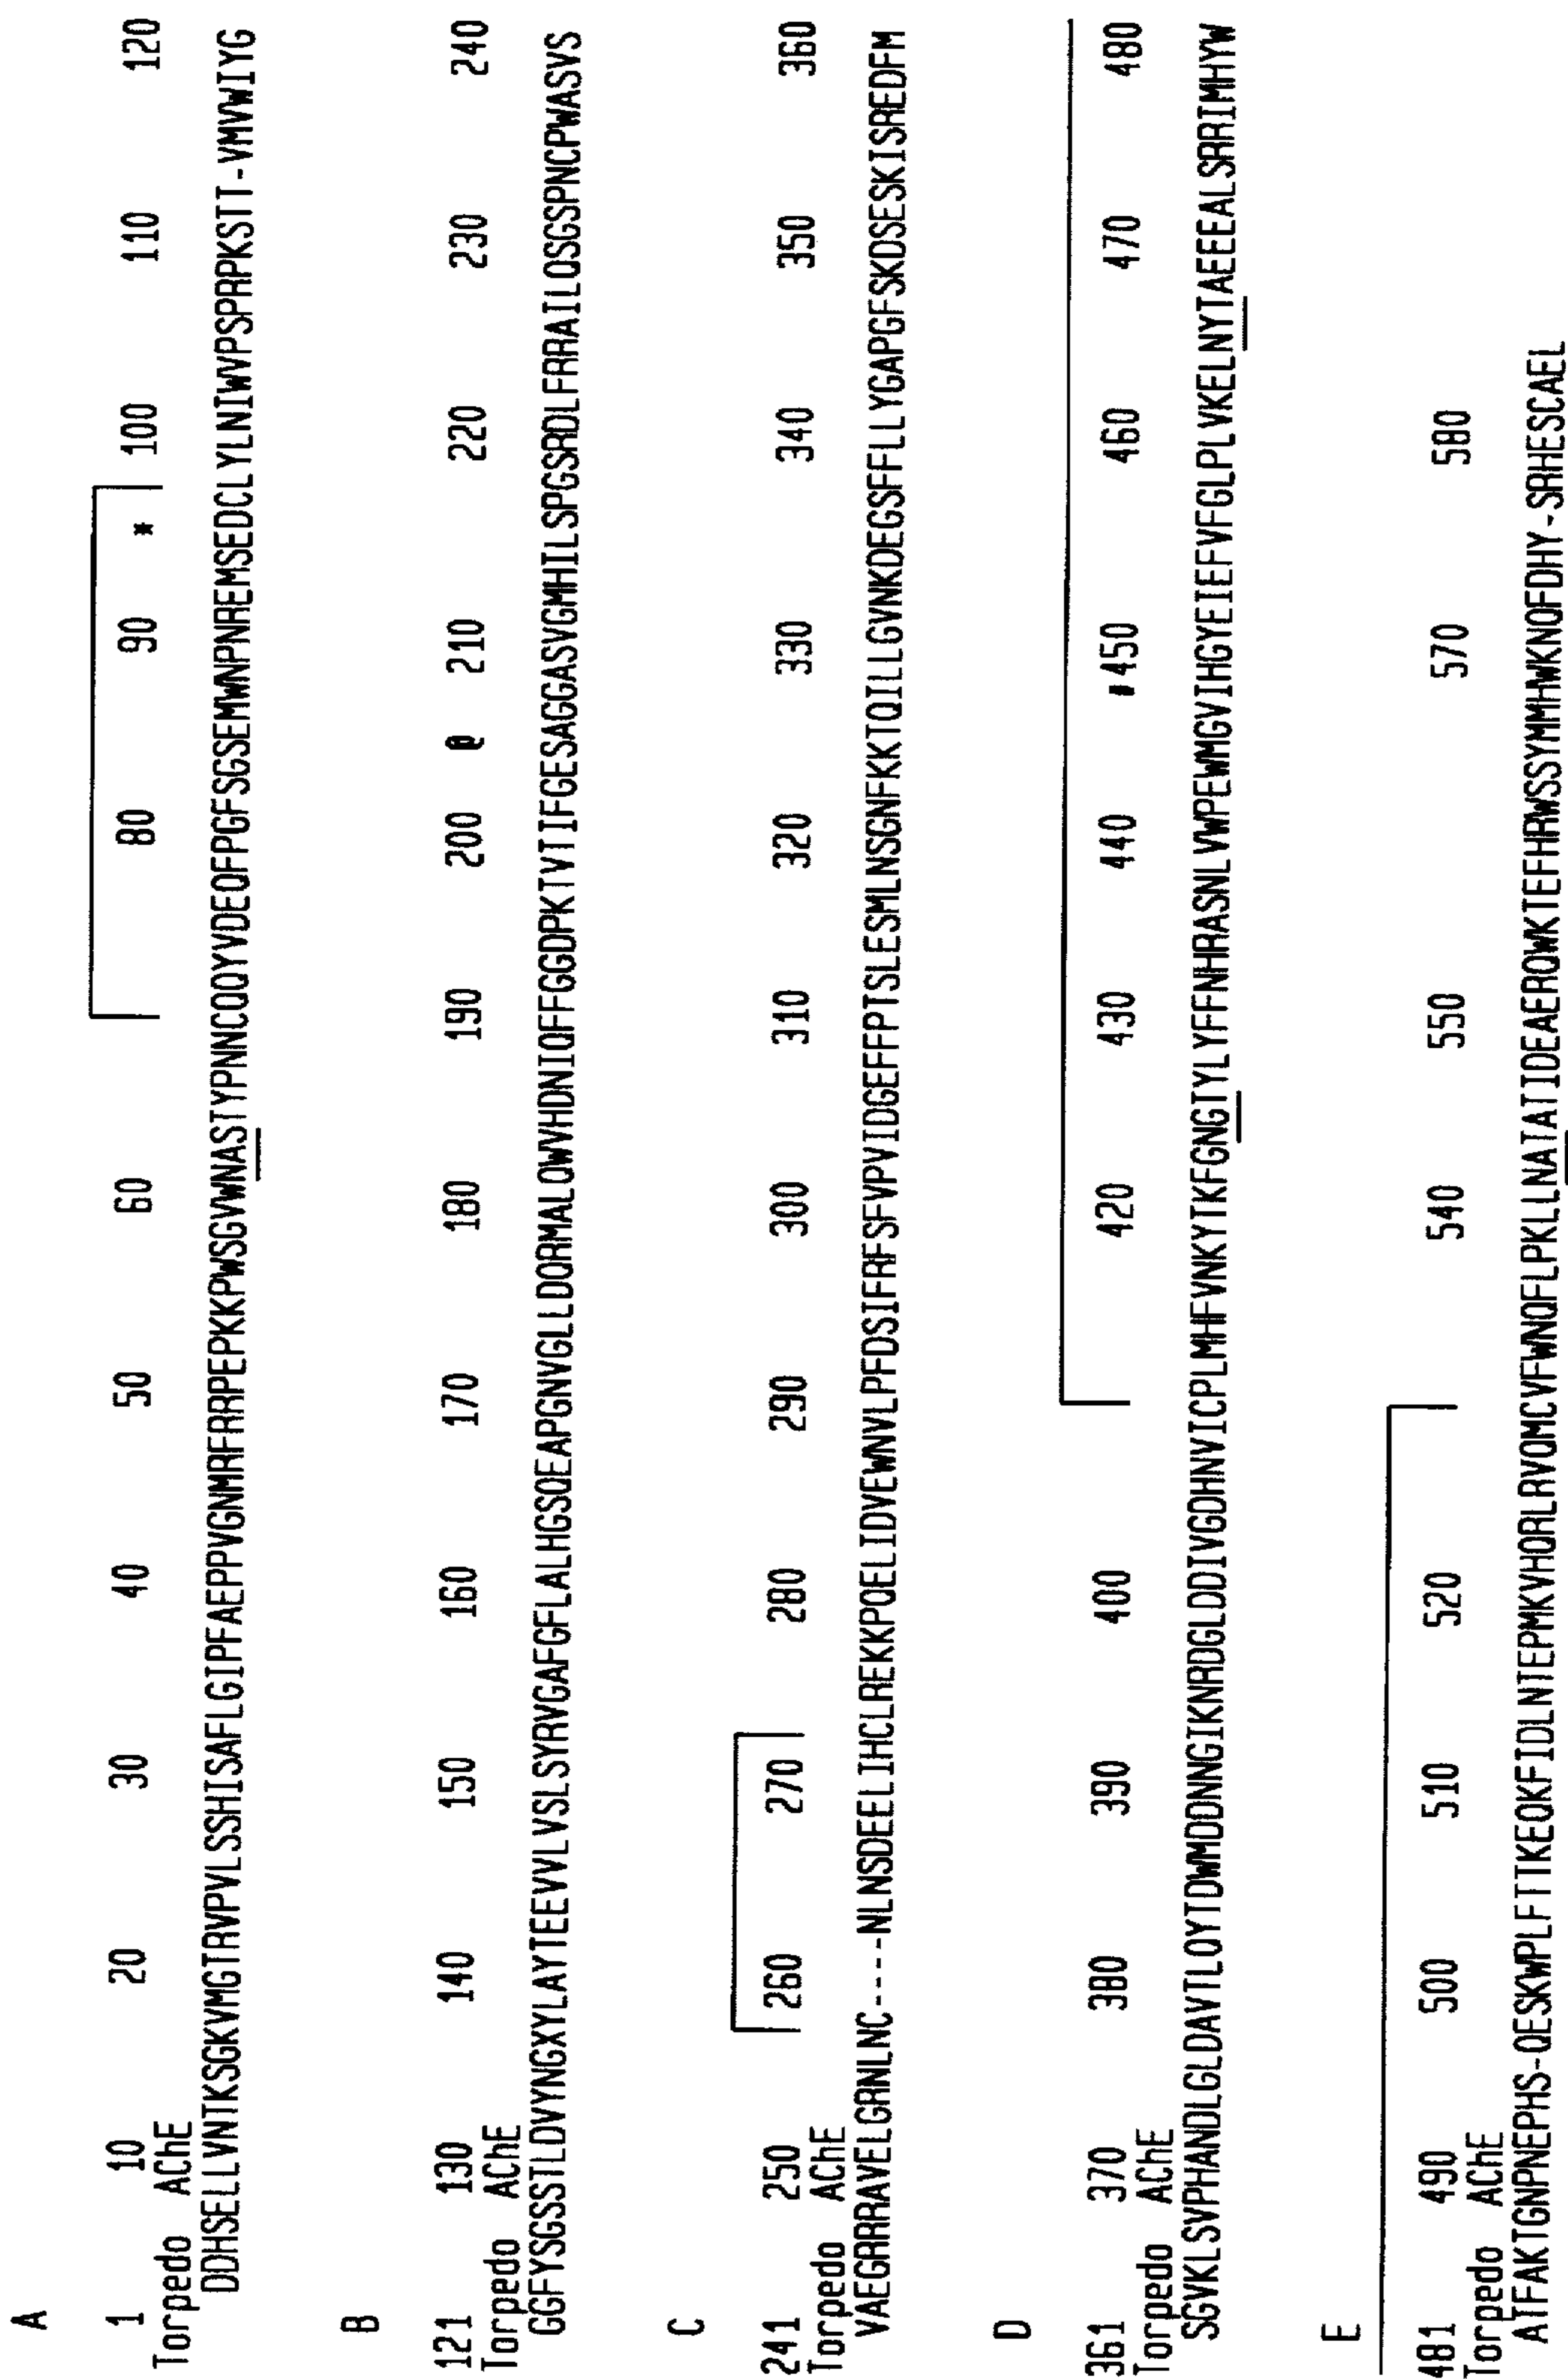 A
1 10 20 30 40 50 60 80 90 * 100 110 120
Torpedo AChE
DDHSELLVNTKSGKVMGTRVPVLSSHISAFLGIPFAEPPVGNMRFRRPEPKKPWSGVWNASTYPNNCQQYVDEQFPGFSGSEMWNPNREMSEDCLYLNIWVPSPRPKSTT-VMVWIYG
B
121 130 140 150 160 170 180 190 200 @ 210 220 230 240
Torpedo AChE
GGFYSGSSTLDVYNGXYLAYTEEVVLVSLSYRVGAFGFLALHGSQEAPGNVGLLDQRMALQWVHDNIQFFGGDPKTVTIFGESAGGASVGMHILSPGSRDLFRRAILQSGSPNCPWASVS
C
241 250 260 270 280 290 300 310 320 330 340 350 360
Torpedo AChE
VAEGRRRAVELGRNLNC----NLNSDEELIHCLREKKPQELIDVEWNVLPFDSIFRFSFVPVIDGEFFPTSLESMLNSGNFKKTQILLGVNKDEGSFFLLYGAPGFSKDSESKISREDFM
D
361 370 380 390 400 420 430 440 #450 460 470 480
Torpedo AChE
SGVKLSVPHANDLGLDAVTLQYTDWMDDNNGIKNRDGLDDIVGDHNVICPLMHFVNKYTKFGNGTYLYFFNHRASNLVWPEWMGVIHGYEIEFVFGLPLVKELNYTAEEEALSRRIMHYW
E
481 490 500 510 520 540 550 570 580
Torpedo AChE
ATFAKTGNPNEPHS-QESKWPLFTTKEQKFIDLNTEPMKVHQRLRVQMCVFWNQFLPKLLNATATIDEAERQWKTEFHRWSSYMMHWKNQFDHY-SRHESCAEL